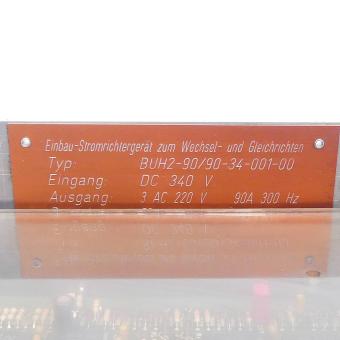 Einbau-Stromrichtergerät zum Wechsel- und Gleichrichten
Typ: BUH2-90/90-34-001-00
Eingang: DC 340 V
Ausgang: 3 AC 220 V 90A 300 Hz